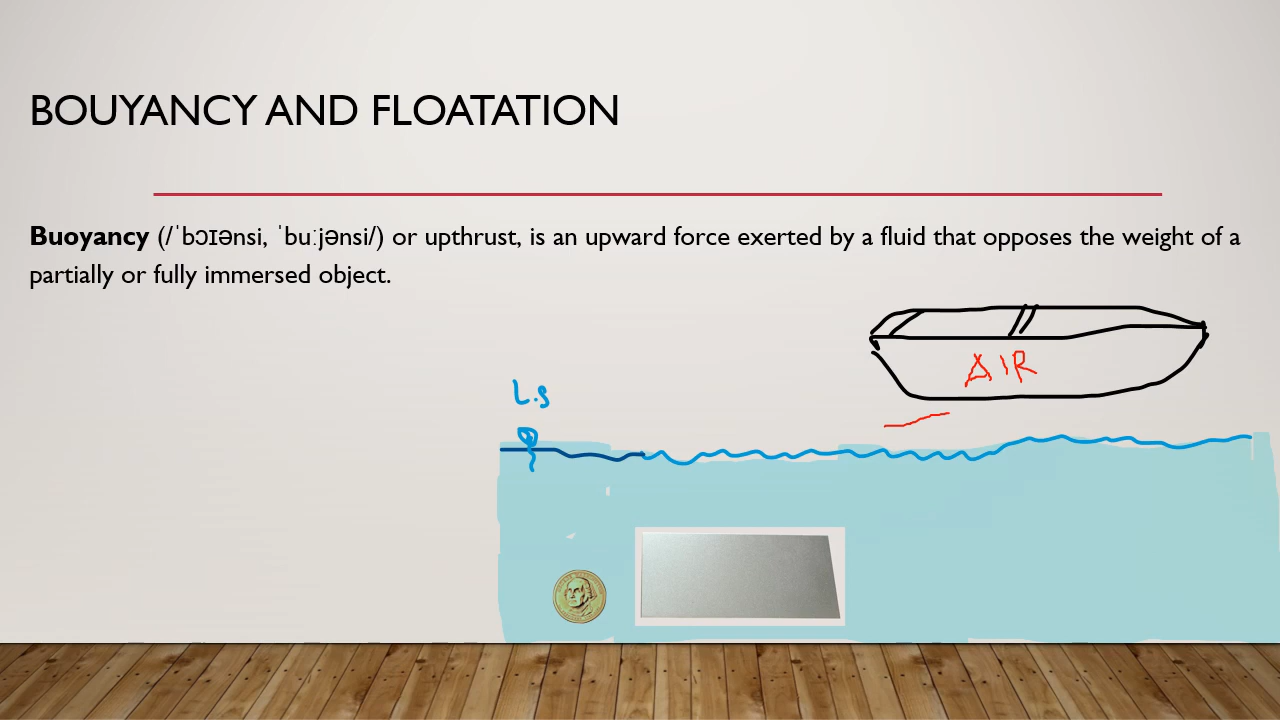 BOUYANCY AND FLOATATION
Buoyancy (/ˈbɔɪənsi, ˈbuːjənsi/) or upthrust, is an upward force exerted by a fluid that opposes the weight of a
partially or fully immersed object.
AIR
L.S